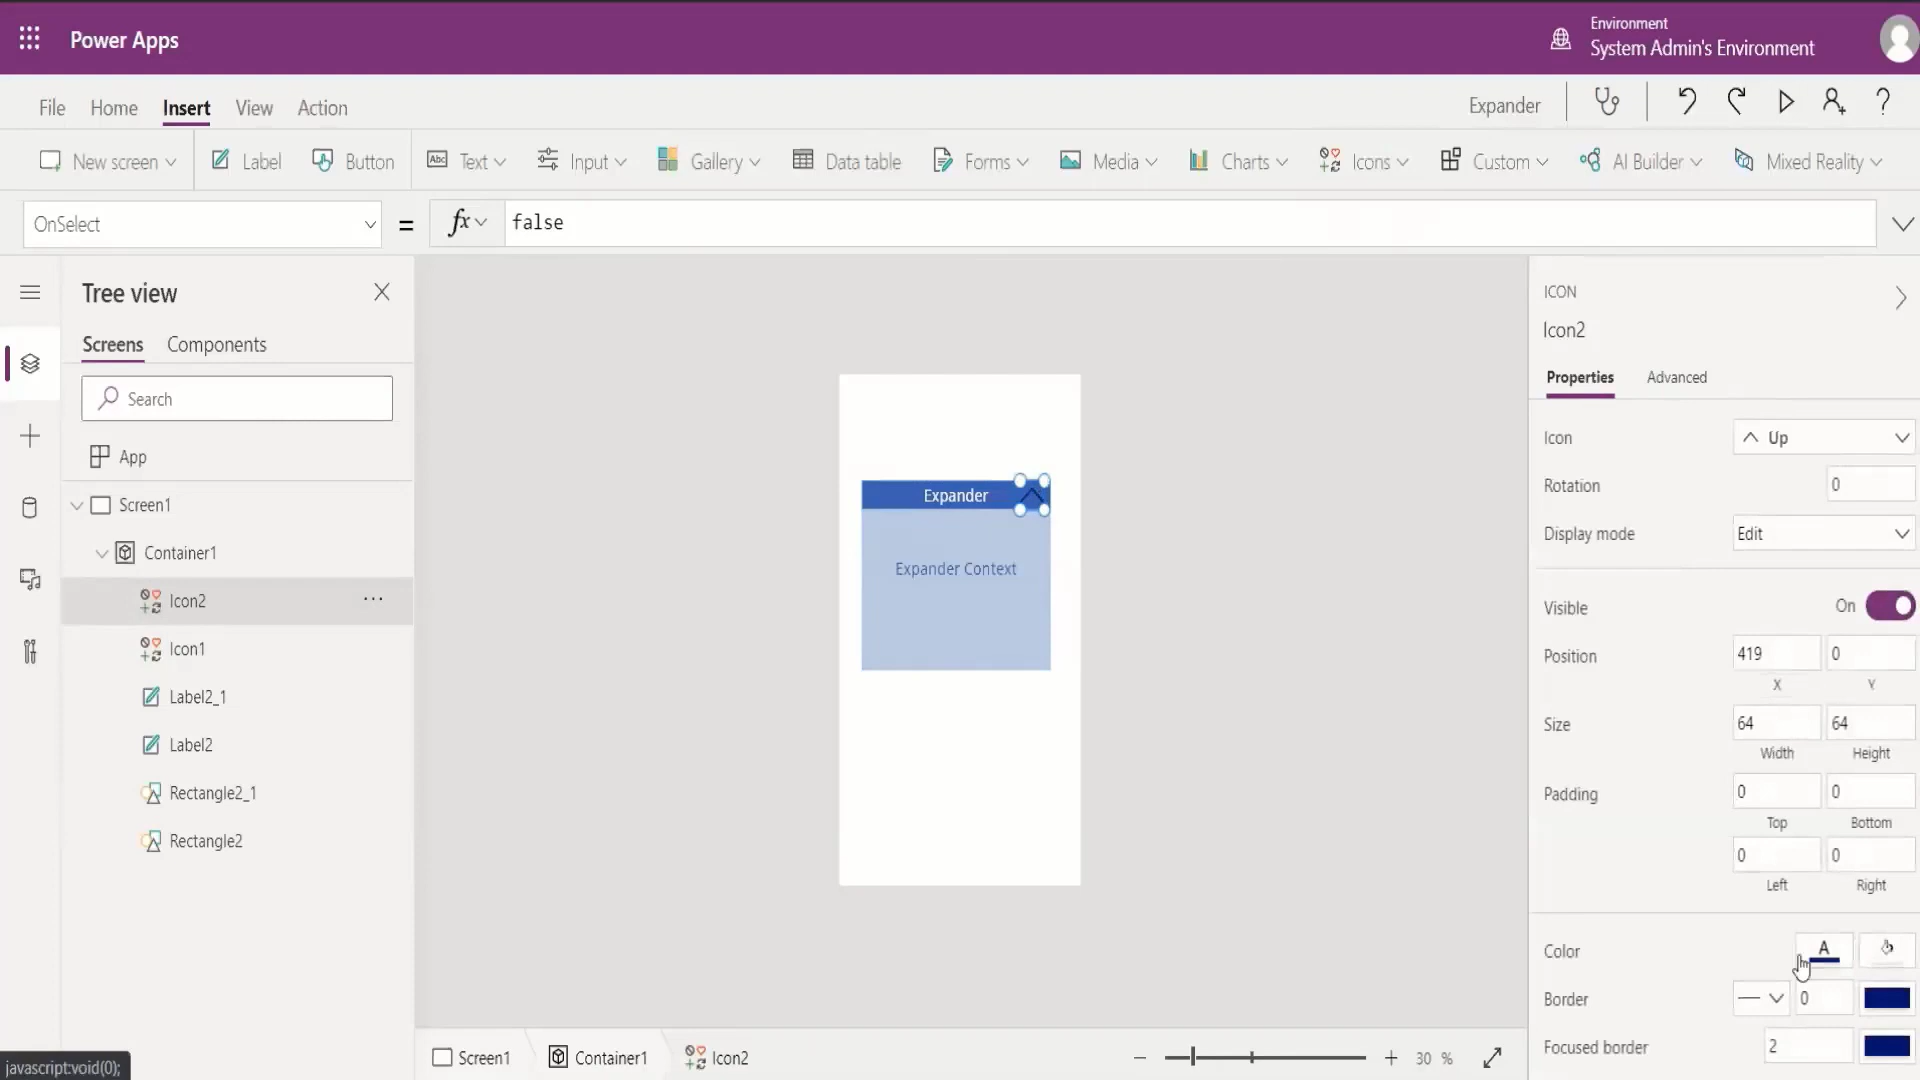 Power Apps
Environment
System Admin's Environment
File Home Insert View Action
Expander
New screen Label Button Text Input Gallery Data table Forms Media Charts Icons Custom AI Builder Mixed Reality
Abc
OnSelect = fx false
Tree view
Screens Components
Search
App
Screen1
Container1
Icon2 ...
Icon1
Label2_1
Label2
Rectangle2_1
Rectangle2
Expander
Expander Context
ICON
Icon2
Properties Advanced
Icon Up
Rotation 0
Display mode Edit
Visible On
Position 419 0
X Y
Size 64 64
Width Height
Padding 0 0
Top Bottom
0 0
Left Right
Color A
Border 0
Focused border 2
Screen1 Container1 Icon2
30 %
javascript:void(0);